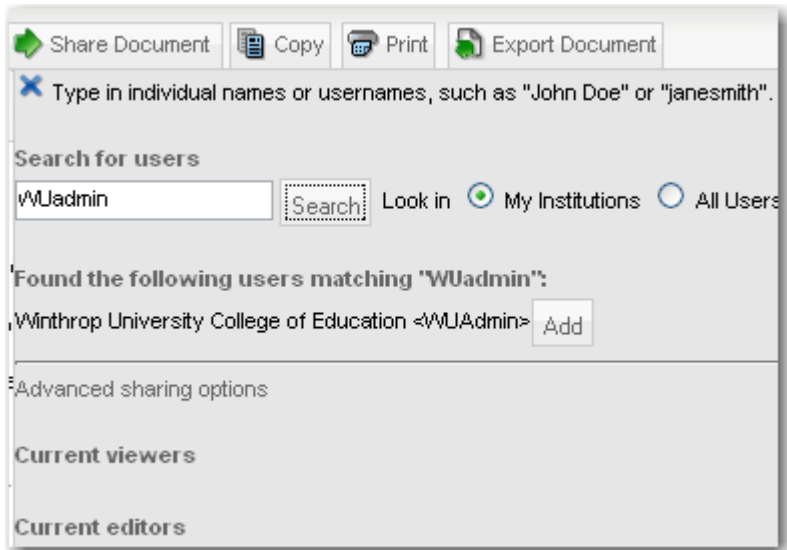 Share Document Copy Print Export Document
Type in individual names or usernames, such as "John Doe" or "janesmith".
Search for users
WUadmin Search Look in My Institutions All Users
Found the following users matching "WUadmin":
Winthrop University College of Education <WUAdmin> Add
Advanced sharing options
Current viewers
Current editors